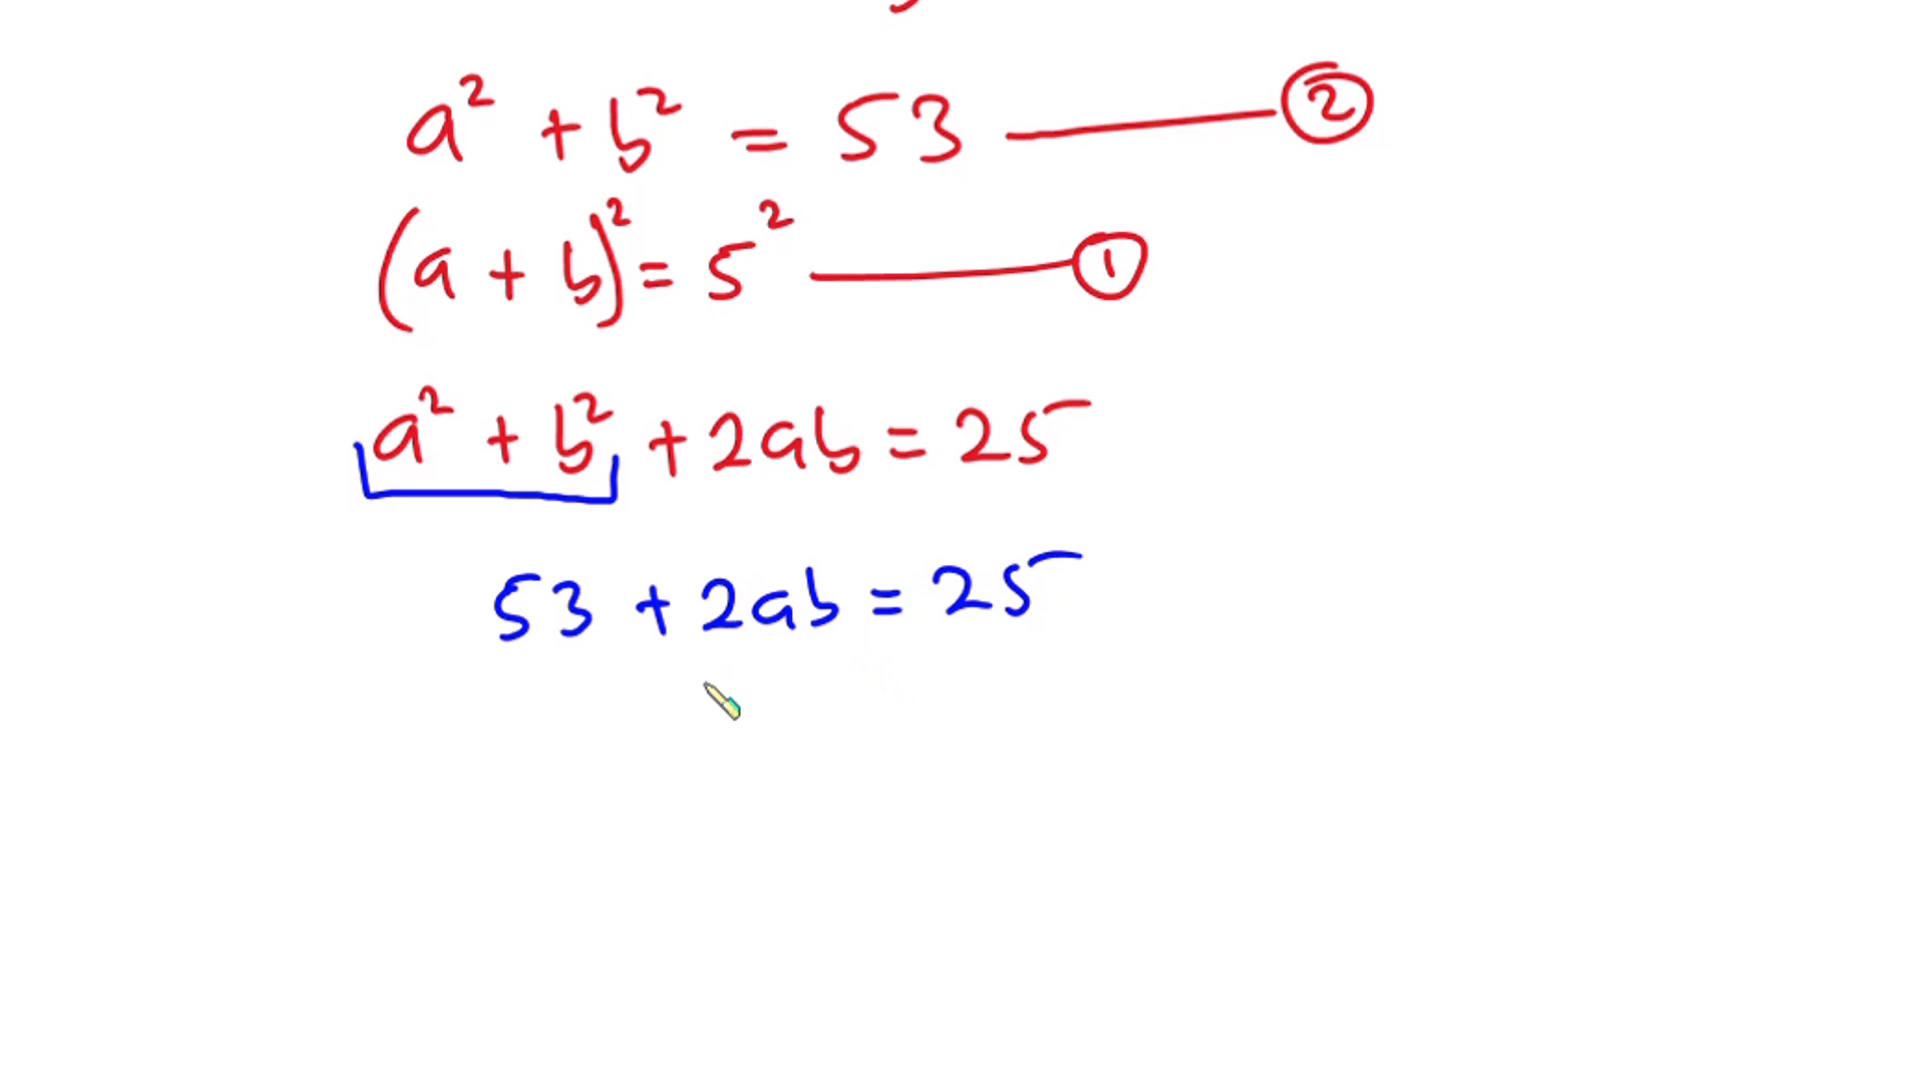 a² + b² = 53 ②
(a + b)² = 5² ①
a² + b² + 2ab = 25
53 + 2ab = 25